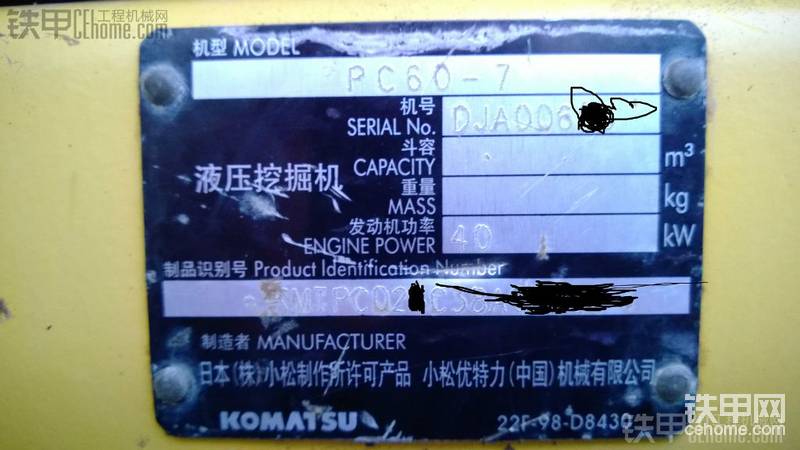 铁甲 工程机械网
CEhome.com
机型 MODEL
PC60-7
机号
SERIAL No.
DJA006
斗容
CAPACITY
m³
液压挖掘机
重量
MASS
kg
发动机功率
ENGINE POWER
40
kW
制品识别号 Product Identification Number
制造者 MANUFACTURER
日本(株)小松制作所许可产品 小松优特力(中国)机械有限公司
KOMATSU
22F-98-D8430
铁甲网
cehome.com